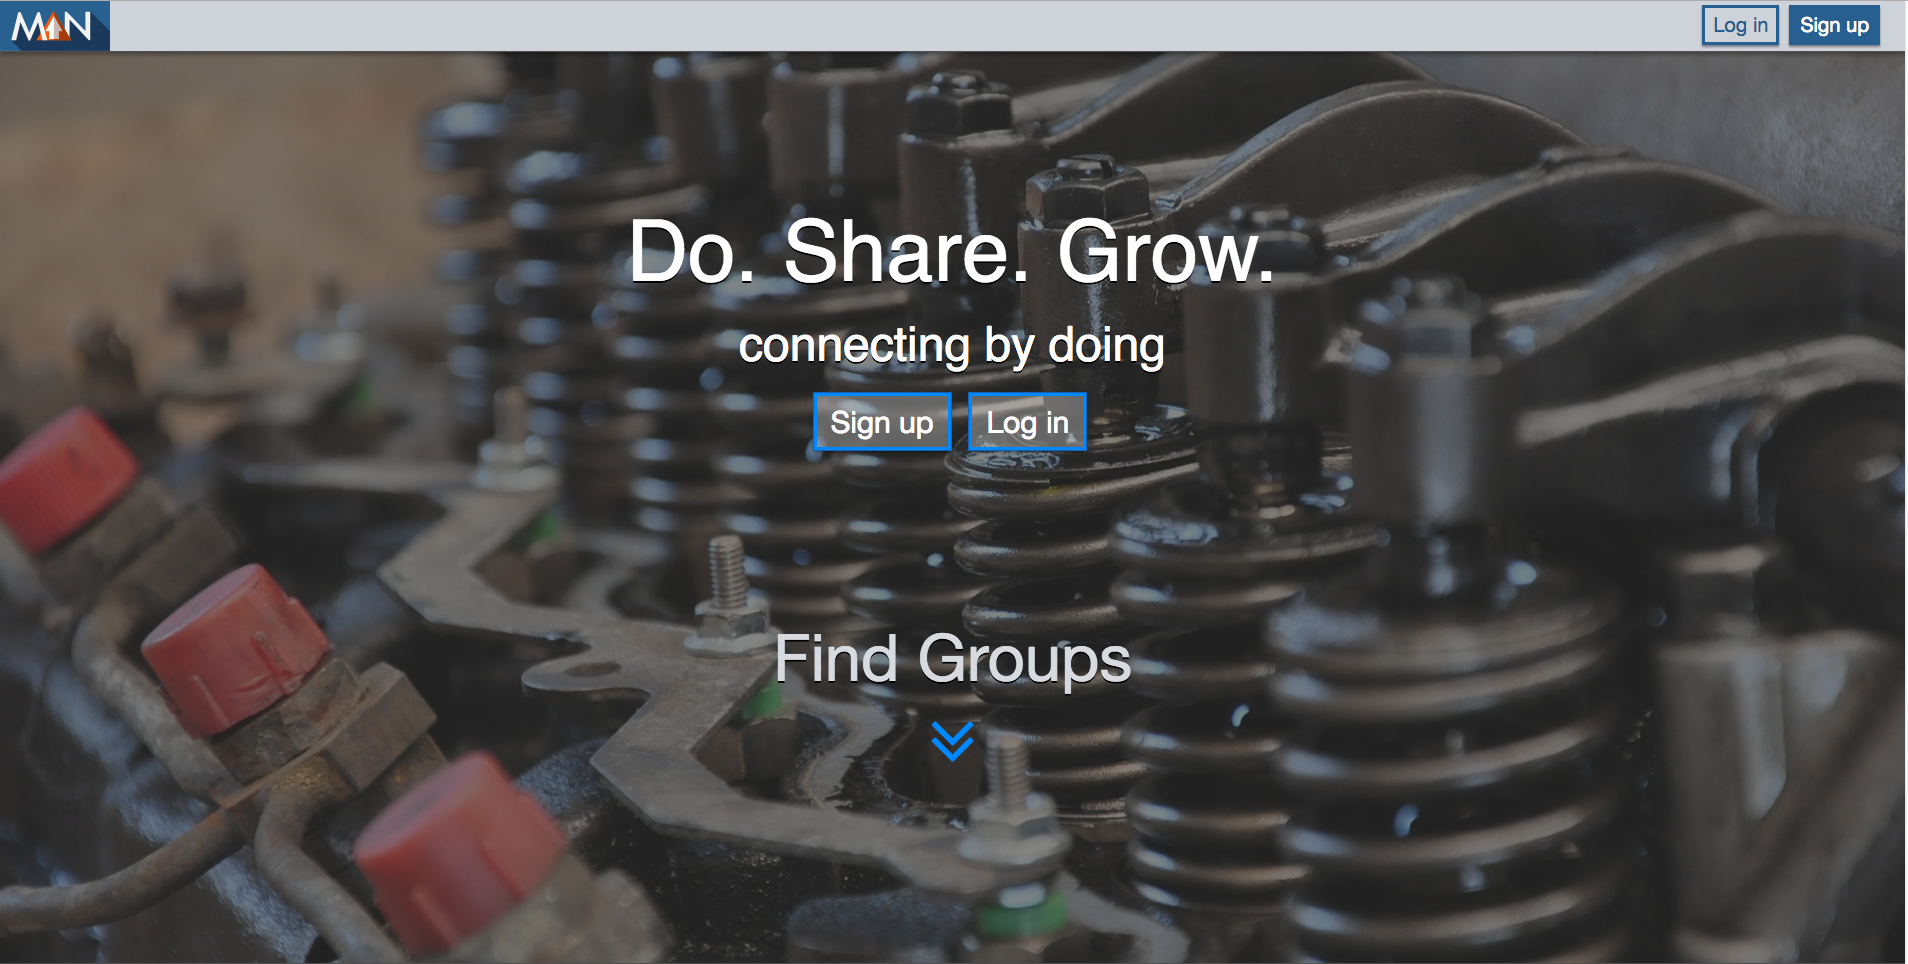 MAN
Log in
Sign up
Do. Share. Grow.
connecting by doing
Sign up
Log in
Find Groups